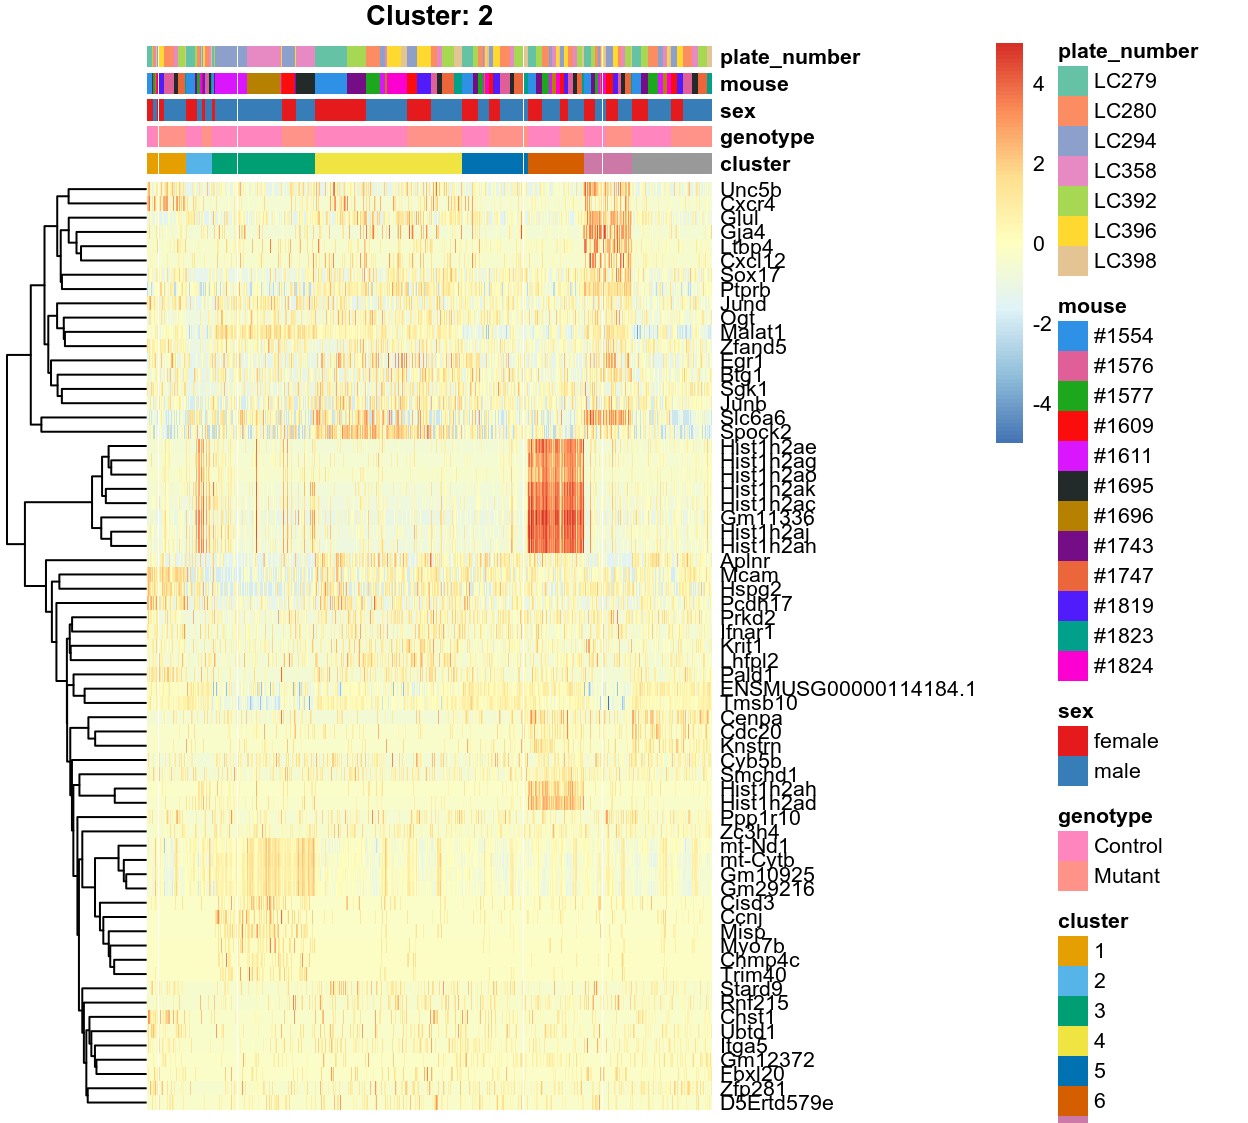 Cluster: 2
plate_number
mouse
sex
genotype
cluster
Unc5b
Cxcr4
Glul
Gja4
Ltbp4
Cxcl12
Sox17
Ptprb
Jund
Ogt
Malat1
Zfand5
Egr1
Btg1
Sgk1
Junb
Slc6a6
Spock2
Hist1h2ae
Hist1h2ag
Hist1h2ao
Hist1h2ak
Hist1h2ac
Gm11336
Hist1h2aj
Hist1h2an
Aplnr
Mcam
Hspg2
Pcdh17
Prkd2
Ifnar1
Krit1
Lhfpl2
Pald1
ENSMUSG00000114184.1
Tmsb10
Cenpa
Cdc20
Knstrn
Cyb5b
Smchd1
Hist1h2ah
Hist1h2ad
Ppp1r10
Zc3h4
mt-Nd1
mt-Cytb
Gm10925
Gm29216
Cisd3
Ccnj
Misp
Myo7b
Chmp4c
Trim40
Stard9
Rnf215
Chst1
Ubtd1
Itga5
Gm12372
Fbxl20
Zfp281
D5Ertd579e
4
2
0
-2
-4
plate_number
LC279
LC280
LC294
LC358
LC392
LC396
LC398
mouse
#1554
#1576
#1577
#1609
#1611
#1695
#1696
#1743
#1747
#1819
#1823
#1824
sex
female
male
genotype
Control
Mutant
cluster
1
2
3
4
5
6